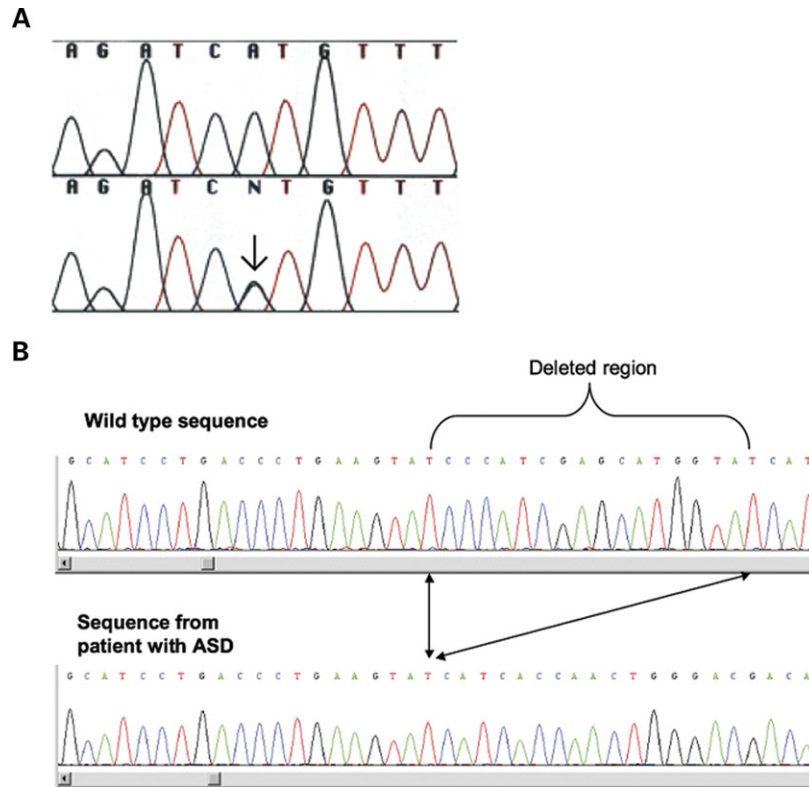 A
A G A T C A T G T T T
A G A T C N T G T T T
B
Deleted region
Wild type sequence
G C A T C C T G A C C C T G A A G T A T C C C A T C G A G C A T G G T A T C A T
Sequence from
patient with ASD
G C A T C C T G A C C C T G A A G T A T C A T C A C C A A C T G G G A C G A C A